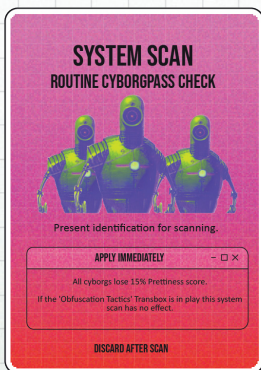 SYSTEM SCAN
ROUTINE CYBORGPASS CHECK
Present identification for scanning.
APPLY IMMEDIATELY
All cyborgs lose 15% Prettiness score.
If the 'Obfuscation Tactics' Transbox is in play this system
scan has no effect.
DISCARD AFTER SCAN